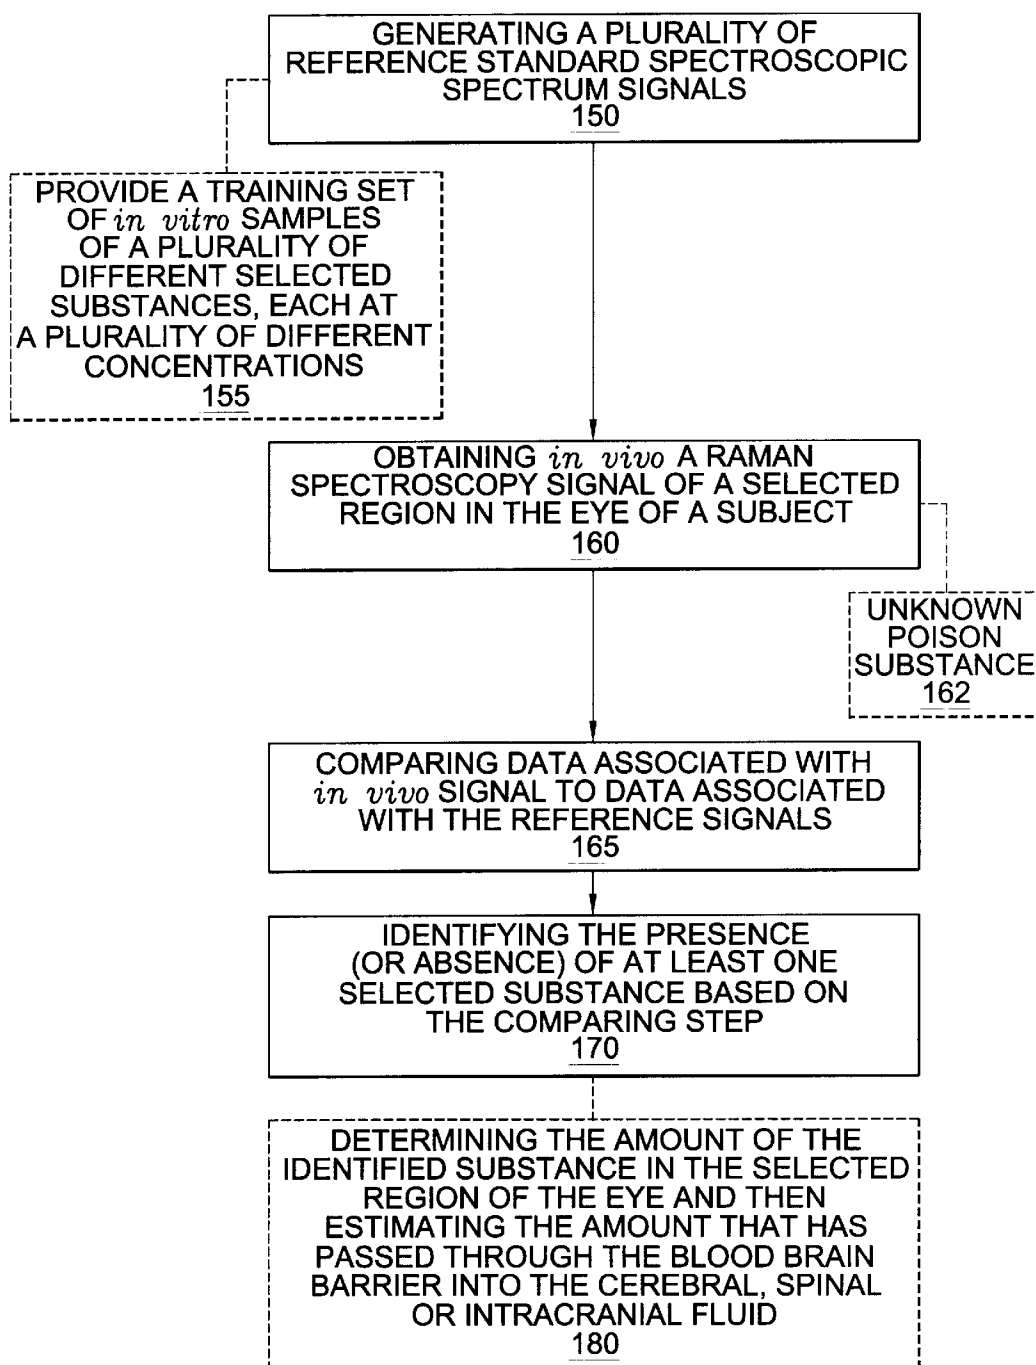 GENERATING A PLURALITY OF
REFERENCE STANDARD SPECTROSCOPIC
SPECTRUM SIGNALS
150
PROVIDE A TRAINING SET
OF in vitro SAMPLES
OF A PLURALITY OF
DIFFERENT SELECTED
SUBSTANCES, EACH AT
A PLURALITY OF DIFFERENT
CONCENTRATIONS
155
OBTAINING in vivo A RAMAN
SPECTROSCOPY SIGNAL OF A SELECTED
REGION IN THE EYE OF A SUBJECT
160
UNKNOWN
POISON
SUBSTANCE
162
COMPARING DATA ASSOCIATED WITH
in vivo SIGNAL TO DATA ASSOCIATED
WITH THE REFERENCE SIGNALS
165
IDENTIFYING THE PRESENCE
(OR ABSENCE) OF AT LEAST ONE
SELECTED SUBSTANCE BASED ON
THE COMPARING STEP
170
DETERMINING THE AMOUNT OF THE
IDENTIFIED SUBSTANCE IN THE SELECTED
REGION OF THE EYE AND THEN
ESTIMATING THE AMOUNT THAT HAS
PASSED THROUGH THE BLOOD BRAIN
BARRIER INTO THE CEREBRAL, SPINAL
OR INTRACRANIAL FLUID
180